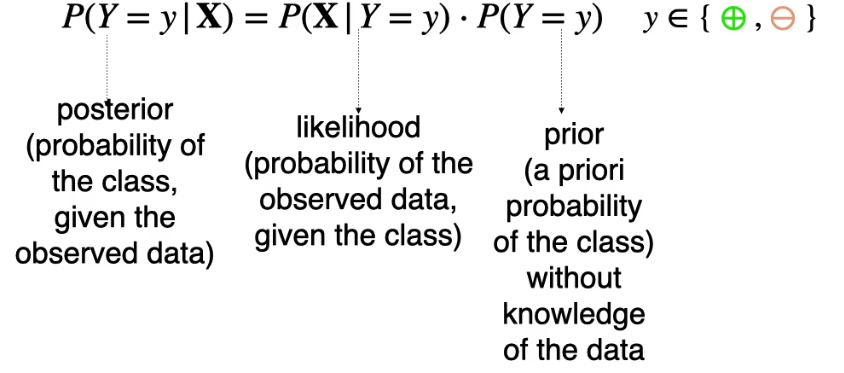 P(Y = y | X) = P(X | Y = y) · P(Y = y)    y ∈ { ⊕ , ⊖ }
posterior
(probability of
the class,
given the
observed data)
likelihood
(probability of the
observed data,
given the class)
prior
(a priori
probability
of the class)
without
knowledge
of the data